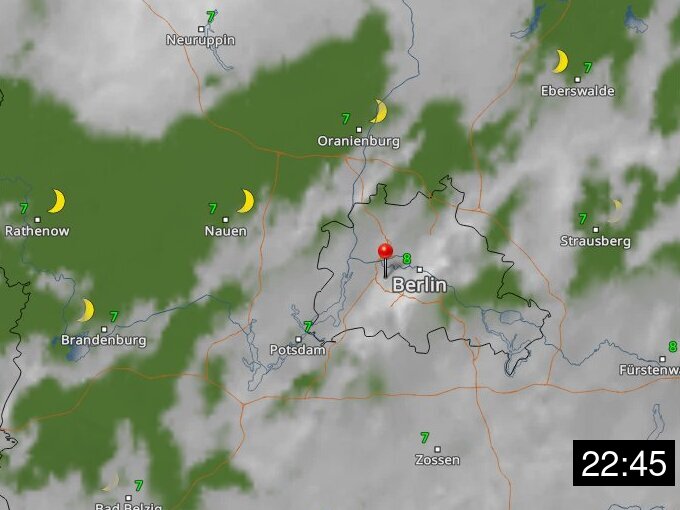 7
Neuruppin
7
Eberswalde
7
Oranienburg
7
Rathenow
7
Nauen
7
Strausberg
8
Berlin
7
Brandenburg
7
Potsdam
8
Fürstenwa
7
Zossen
22:45
7
Bad Belzig